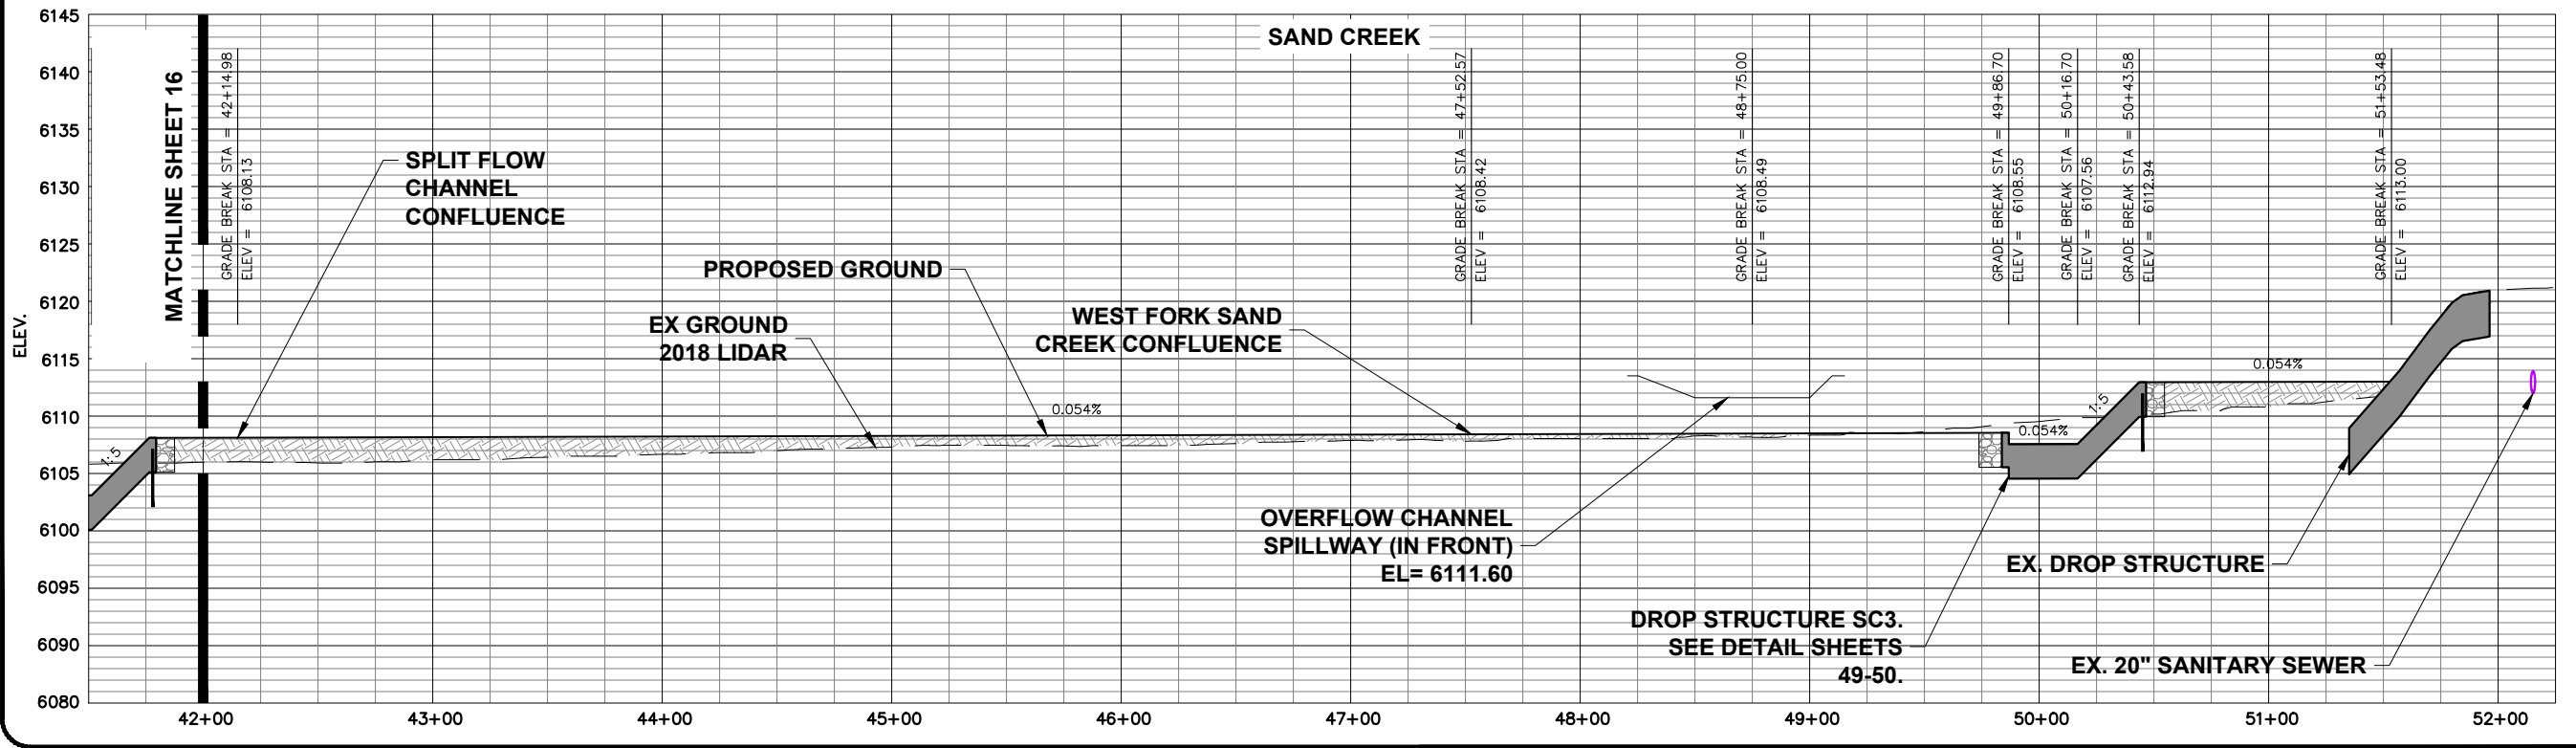 SAND CREEK
6145
6140
6135
6130
6125
6120
6115
6110
6105
6100
6095
6090
6085
6080
ELEV.
MATCHLINE SHEET 16
GRADE BREAK STA = 42+14.98
ELEV = 6108.13
GRADE BREAK STA = 47+52.57
ELEV = 6108.42
GRADE BREAK STA = 48+75.00
ELEV = 6108.49
GRADE BREAK STA = 49+86.70
ELEV = 6108.55
GRADE BREAK STA = 50+16.70
ELEV = 6107.56
GRADE BREAK STA = 50+43.58
ELEV = 6112.94
GRADE BREAK STA = 51+53.48
ELEV = 6113.00
SPLIT FLOW
CHANNEL
CONFLUENCE
PROPOSED GROUND
EX GROUND
2018 LIDAR
WEST FORK SAND
CREEK CONFLUENCE
0.054%
0.054%
0.054%
1:5
1:5
OVERFLOW CHANNEL
SPILLWAY (IN FRONT)
EL= 6111.60
DROP STRUCTURE SC3.
SEE DETAIL SHEETS
49-50.
EX. DROP STRUCTURE
EX. 20" SANITARY SEWER
42+00
43+00
44+00
45+00
46+00
47+00
48+00
49+00
50+00
51+00
52+00